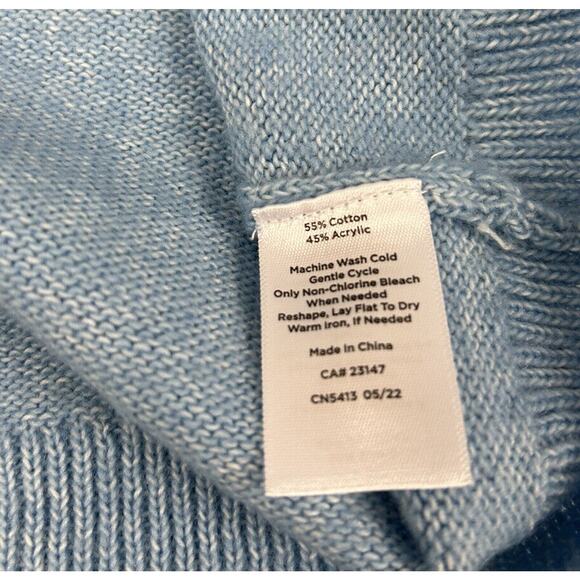 55% Cotton
45% Acrylic
Machine Wash Cold
Gentle Cycle
Only Non-Chlorine Bleach
When Needed
Reshape, Lay Flat To Dry
Warm Iron, If Needed
Made in China
CA# 23147
CN5413 05/22